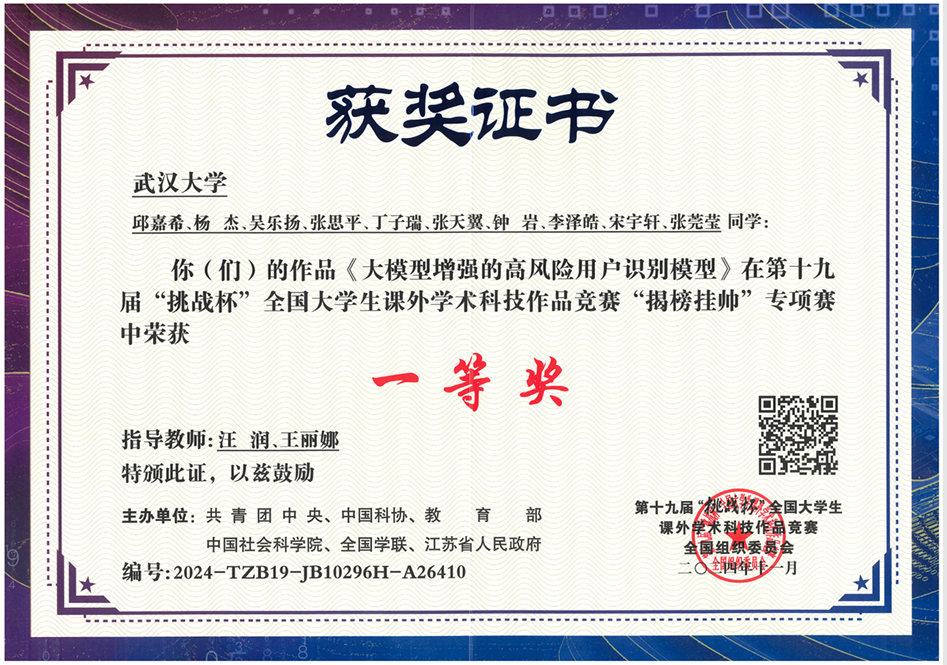 获奖证书
武汉大学
邱嘉希、杨 杰、吴乐扬、张思平、丁子瑞、张天翼、钟 岩、李泽皓、宋宇轩、张莞莹 同学：
你（们）的作品《大模型增强的高风险用户识别模型》在第十九
届“挑战杯”全国大学生课外学术科技作品竞赛“揭榜挂帅”专项赛
中荣获
一等奖
指导教师：汪 润、王丽娜
特颁此证，以兹鼓励
主办单位：共 青 团 中 央、中国科协、教 育 部
中国社会科学院、全国学联、江苏省人民政府
编号：2024-TZB19-JB10296H-A26410
第十九届“挑战杯”全国大学生
课外学术科技作品竞赛
全国组织委员会
二〇二四年十一月
全国组织委员会